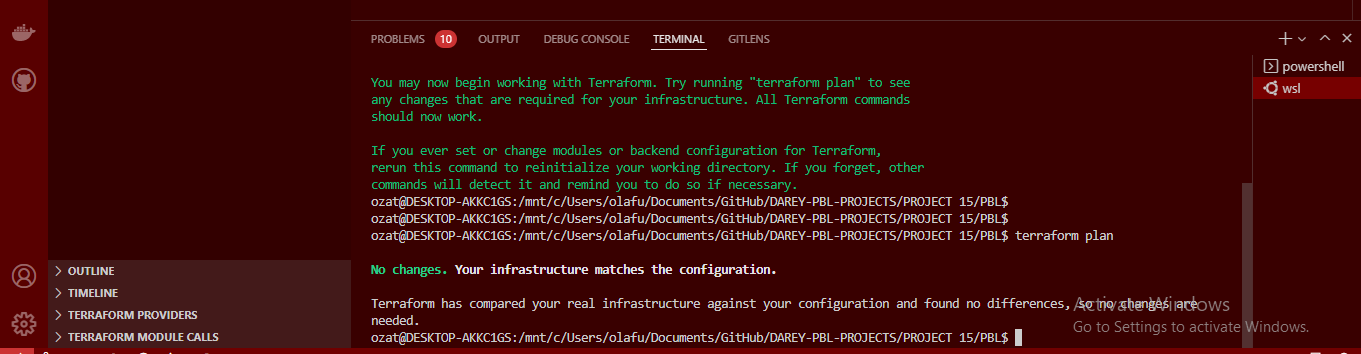 PROBLEMS 10 OUTPUT DEBUG CONSOLE TERMINAL GITLENS
powershell
wsl
You may now begin working with Terraform. Try running "terraform plan" to see
any changes that are required for your infrastructure. All Terraform commands
should now work.
If you ever set or change modules or backend configuration for Terraform,
rerun this command to reinitialize your working directory. If you forget, other
commands will detect it and remind you to do so if necessary.
ozat@DESKTOP-AKKC1GS:/mnt/c/Users/olafu/Documents/GitHub/DAREY-PBL-PROJECTS/PROJECT 15/PBL$
ozat@DESKTOP-AKKC1GS:/mnt/c/Users/olafu/Documents/GitHub/DAREY-PBL-PROJECTS/PROJECT 15/PBL$
ozat@DESKTOP-AKKC1GS:/mnt/c/Users/olafu/Documents/GitHub/DAREY-PBL-PROJECTS/PROJECT 15/PBL$ terraform plan
No changes. Your infrastructure matches the configuration.
Terraform has compared your real infrastructure against your configuration and found no differences, so no changes are
needed.
ozat@DESKTOP-AKKC1GS:/mnt/c/Users/olafu/Documents/GitHub/DAREY-PBL-PROJECTS/PROJECT 15/PBL$
OUTLINE
TIMELINE
TERRAFORM PROVIDERS
TERRAFORM MODULE CALLS
Activate Windows
Go to Settings to activate Windows.